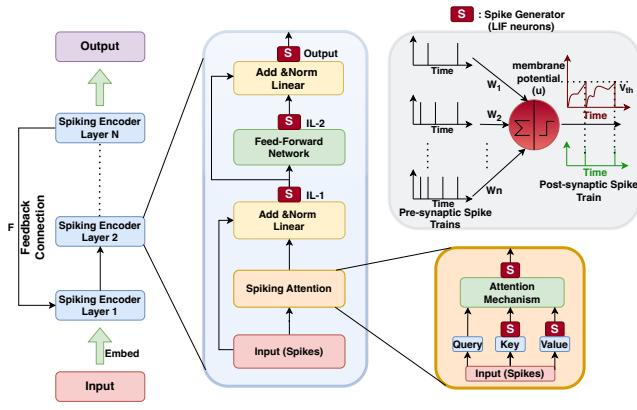 Output
Spiking Encoder
Layer N
Feedback
Connection
F
Spiking Encoder
Layer 2
Spiking Encoder
Layer 1
Embed
Input
S Output
Add &Norm
Linear
S IL-2
Feed-Forward
Network
S IL-1
Add &Norm
Linear
Spiking Attention
Input (Spikes)
S : Spike Generator
(LIF neurons)
Time
W1
Time
W2
Time
Wn
Pre-synaptic Spike
Trains
membrane
potential
(u)
Σ
Vth
Time
Time
Post-synaptic Spike
Train
S
Attention
Mechanism
S
S
Query
Key
Value
Input (Spikes)